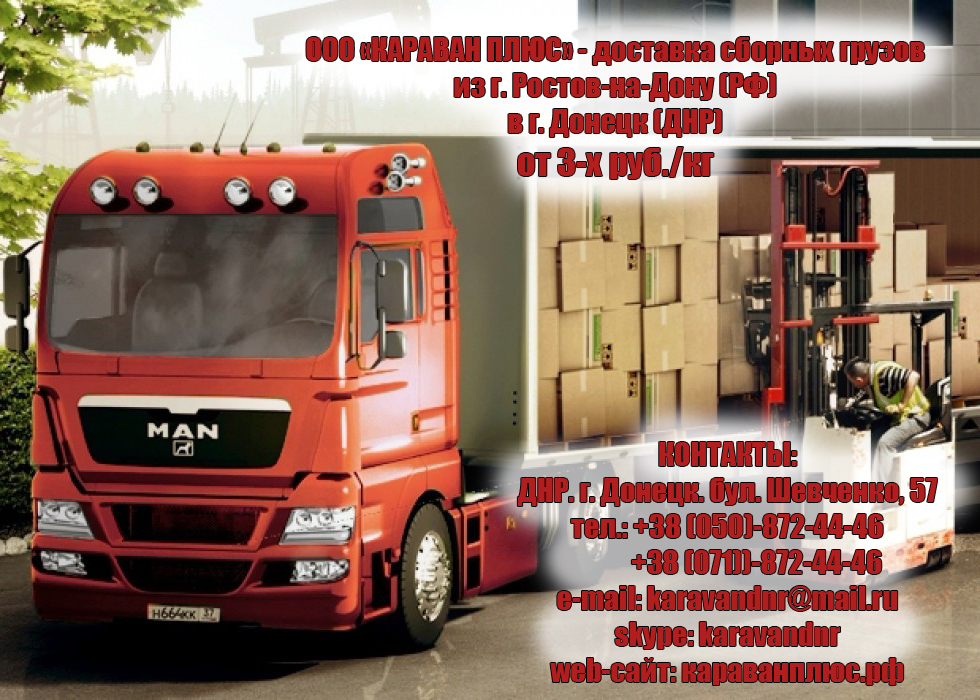 ООО «КАРАВАН ПЛЮС» - доставка сборных грузов
из г. Ростов-на-Дону (РФ)
в г. Донецк (ДНР)
от 3-х руб./кг
MAN
Н664КК 37
КОНТАКТЫ:
ДНР. г. Донецк. бул. Шевченко, 57
тел.: +38 (050)-872-44-46
+38 (071))-872-44-46
e-mail: karavandnr@mail.ru
skype: karavandnr
web-сайт: караванплюс.рф